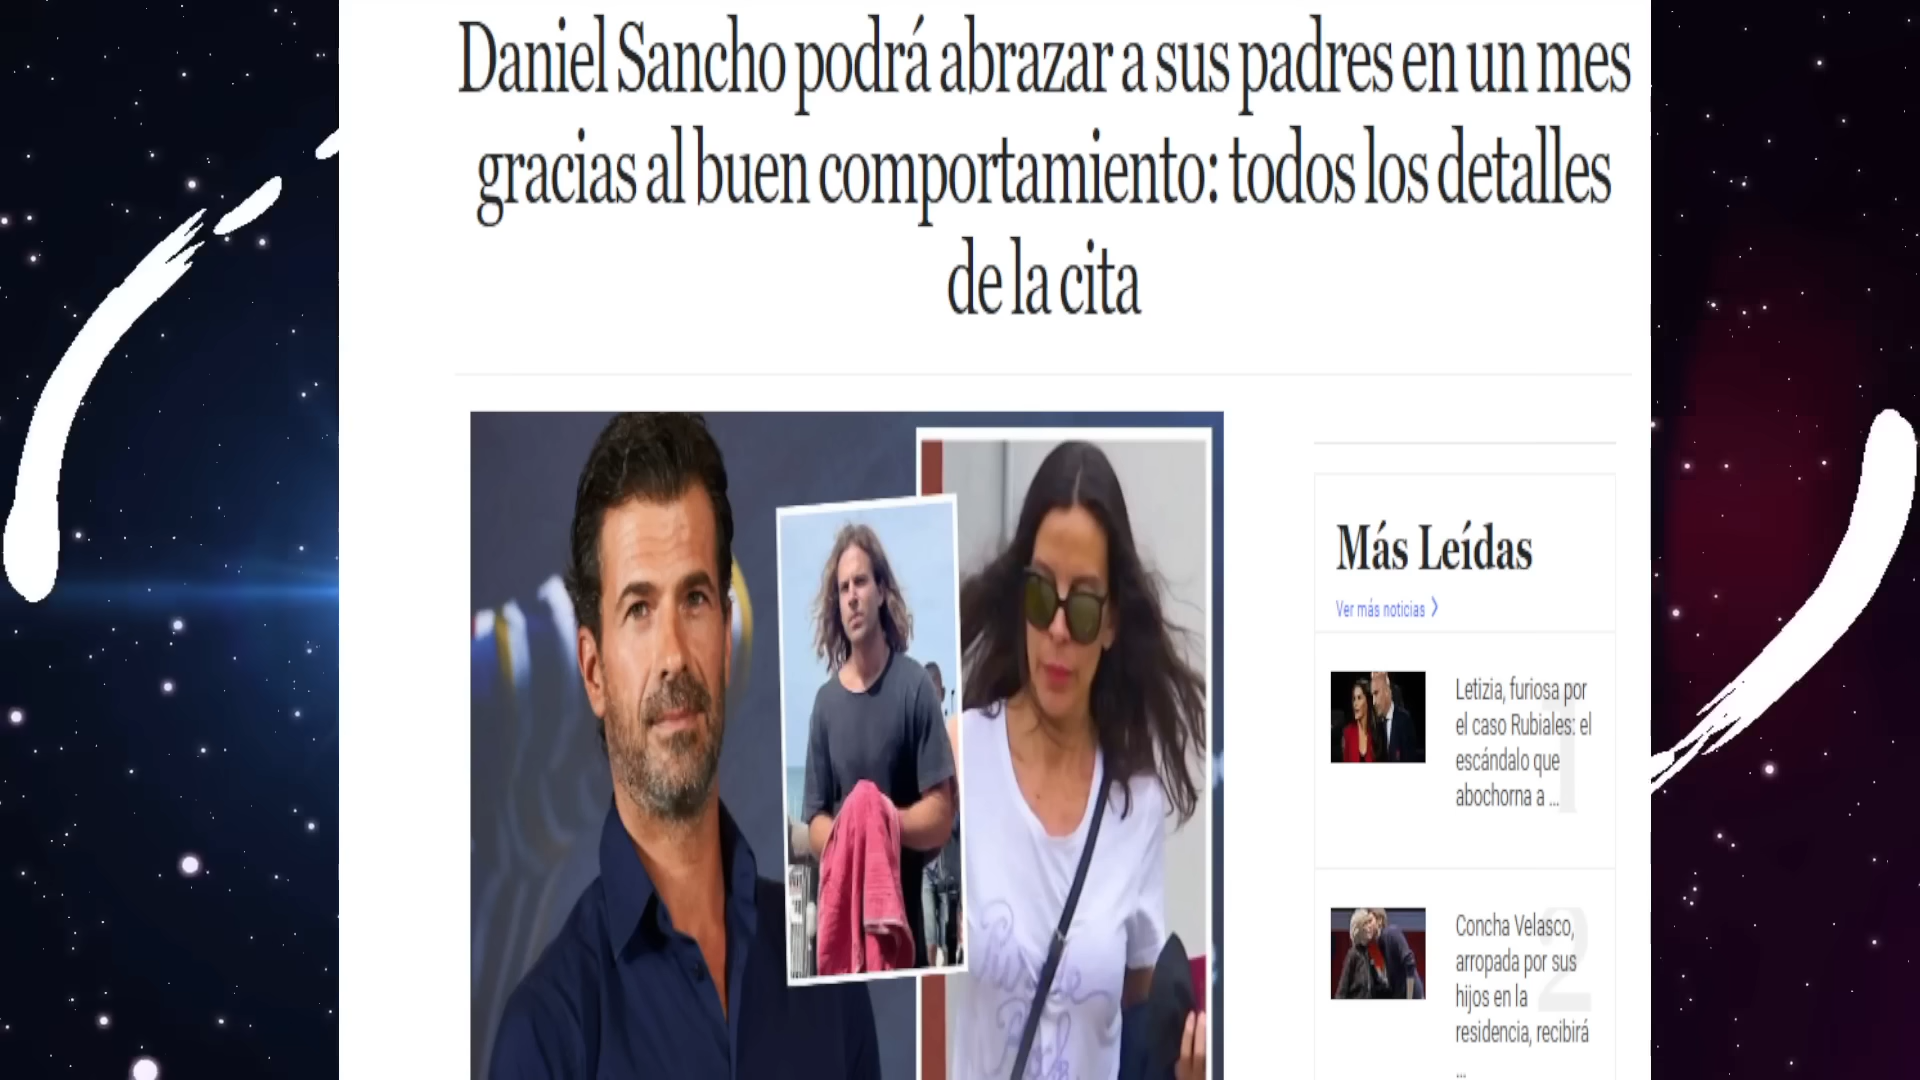 Daniel Sancho podrá abrazar a sus padres en un mes
gracias al buen comportamiento: todos los detalles
de la cita
Más Leídas
Ver más noticias
1
Letizia, furiosa por
el caso Rubiales: el
escándalo que
abochorna a ...
2
Concha Velasco,
arropada por sus
hijos en la
residencia, recibirá
...